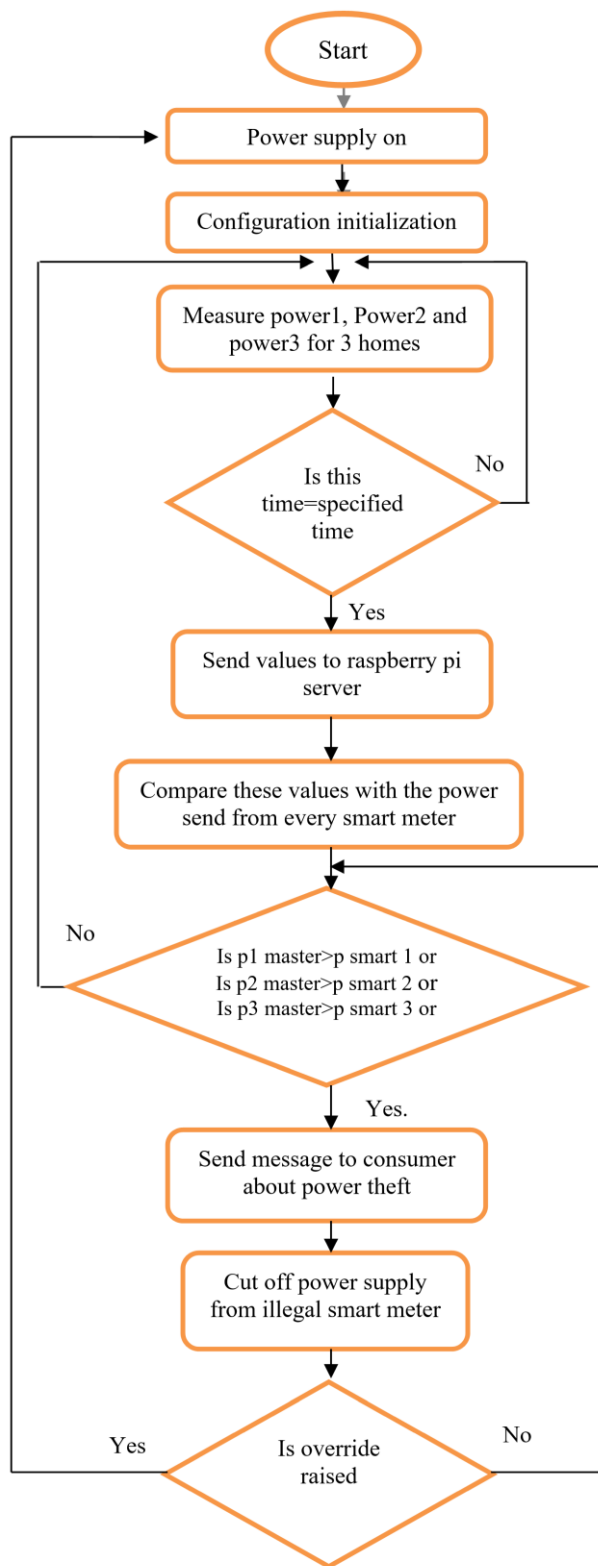 Start
Power supply on
Configuration initialization
Measure power1, Power2 and
power3 for 3 homes
No
Is this
time=specified
time
Yes
Send values to raspberry pi
server
Compare these values with the power
send from every smart meter
No
Is p1 master>p smart 1 or
Is p2 master>p smart 2 or
Is p3 master>p smart 3 or
Yes.
Send message to consumer
about power theft
Cut off power supply
from illegal smart meter
Yes
Is override
raised
No